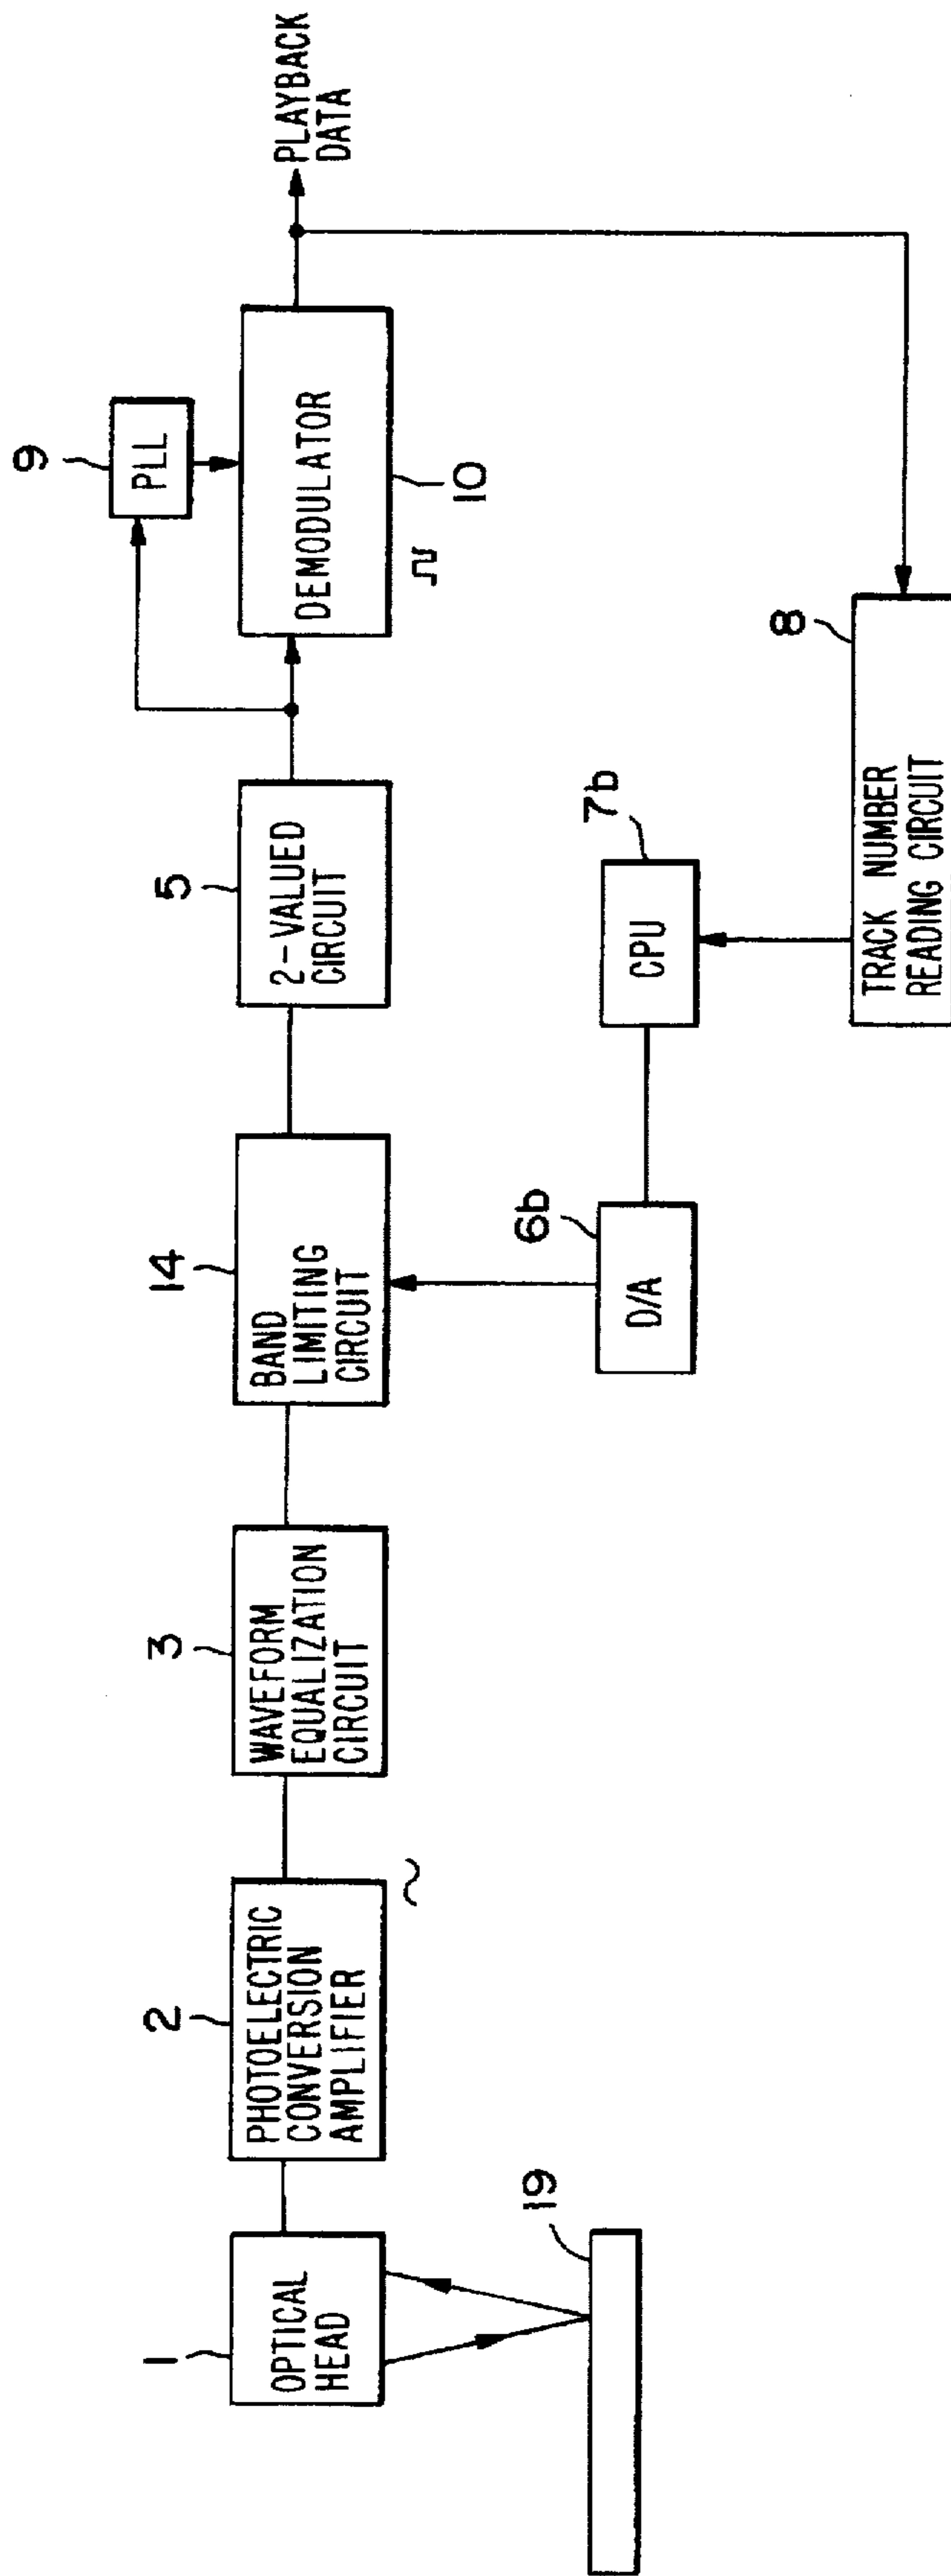 1
OPTICAL
HEAD
19
2
PHOTOELECTRIC
CONVERSION
AMPLIFIER
~
3
WAVEFORM
EQUALIZATION
CIRCUIT
14
BAND
LIMITING
CIRCUIT
5
2-VALUED
CIRCUIT
9
PLL
DEMODULATOR
10
PLAYBACK
DATA
6b
D/A
7b
CPU
8
TRACK NUMBER
READING CIRCUIT